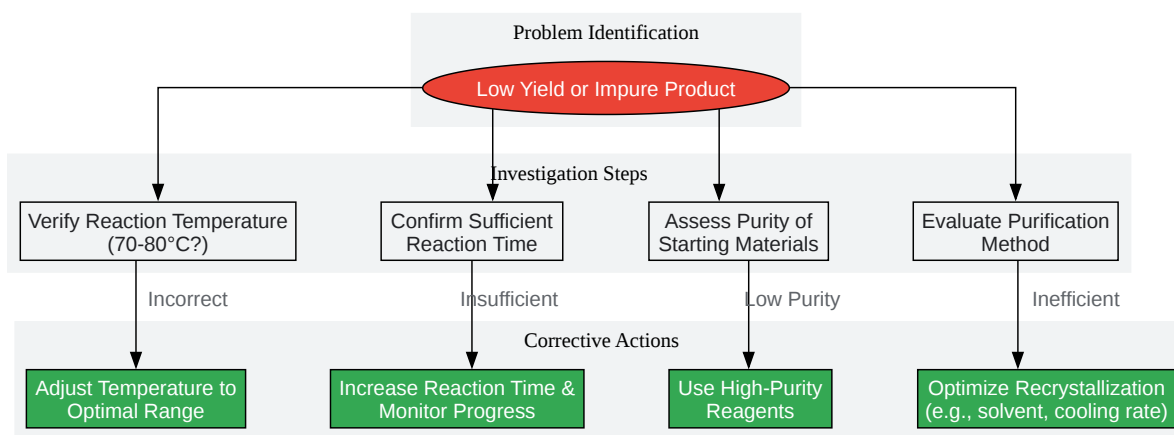 Problem Identification
Low Yield or Impure Product
Investigation Steps
Verify Reaction Temperature
(70-80°C?)
Confirm Sufficient
Reaction Time
Assess Purity of
Starting Materials
Evaluate Purification
Method
Incorrect
Insufficient
Low Purity
Inefficient
Corrective Actions
Adjust Temperature to
Optimal Range
Increase Reaction Time &
Monitor Progress
Use High-Purity
Reagents
Optimize Recrystallization
(e.g., solvent, cooling rate)